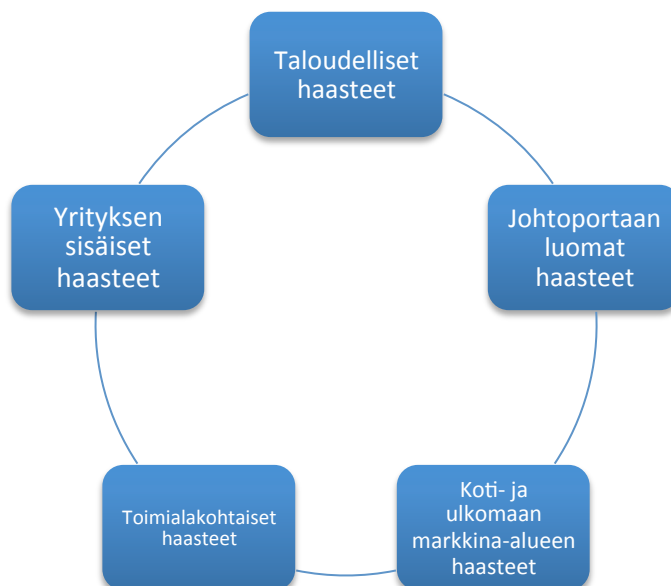 Taloudelliset
haasteet
Johtoportaan
luomat
haasteet
Koti- ja
ulkomaan
markkina-alueen
haasteet
Toimialakohtaiset
haasteet
Yrityksen
sisäiset
haasteet